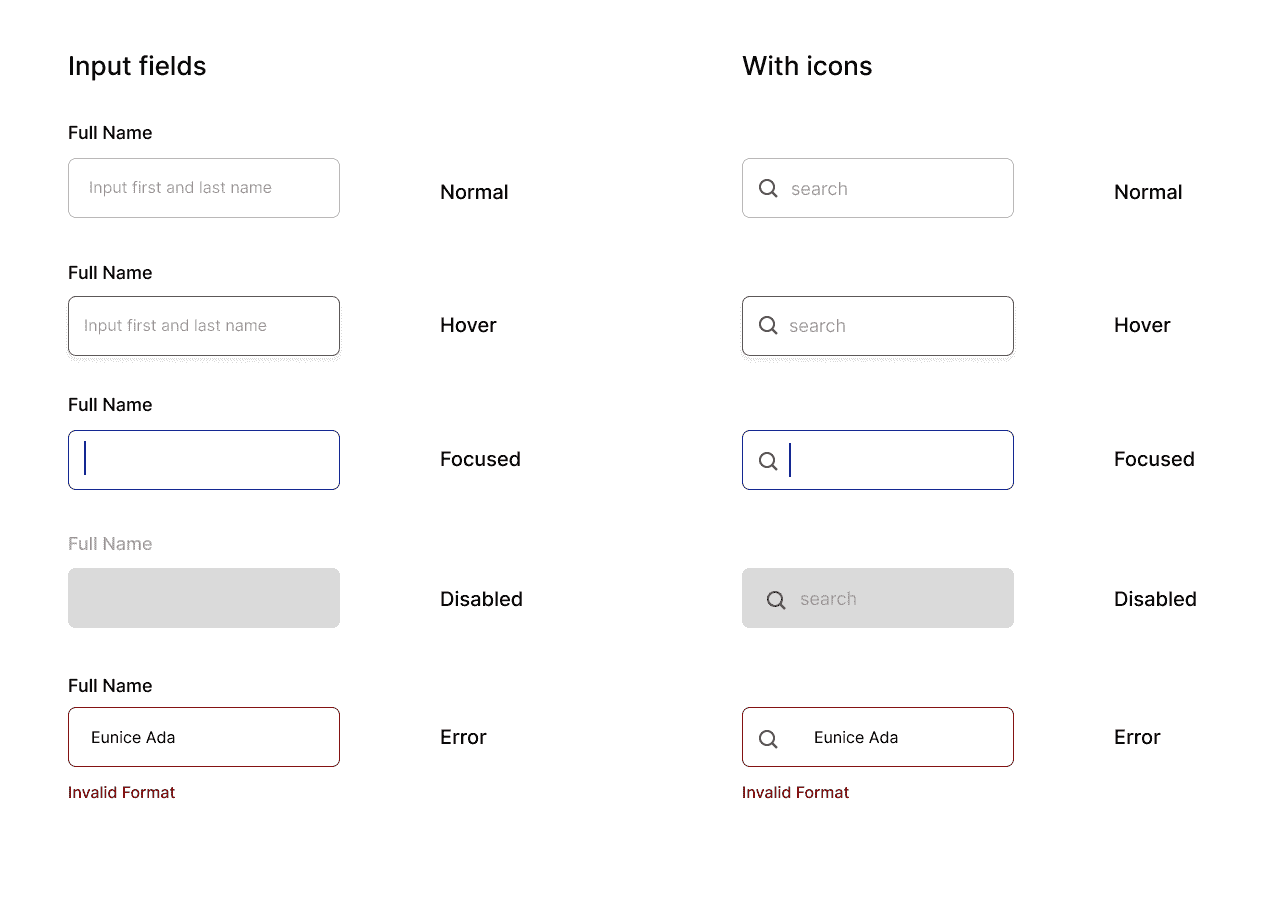 Input fields
With icons
Full Name
Input first and last name
Normal
search
Normal
Full Name
Input first and last name
Hover
search
Hover
Full Name
Focused
Focused
Full Name
Disabled
search
Disabled
Full Name
Eunice Ada
Error
Eunice Ada
Error
Invalid Format
Invalid Format